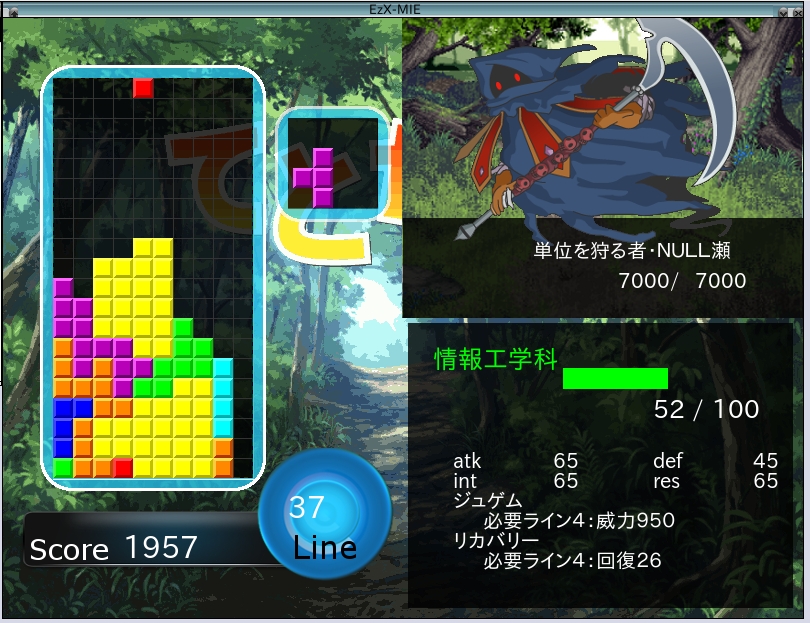 EzX-MIE
単位を狩る者・NULL瀬
7000/ 7000
情報工学科
52 / 100
atk 65 def 45
int 65 res 65
ジュゲム
必要ライン4:威力950
リカバリー
必要ライン4:回復26
37
Line
Score 1957